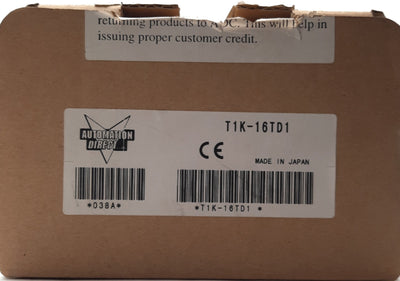 returning products to ADC. This will help in
issuing proper customer credit.
AUTOMATION
DIRECT
T1K-16TD1
CE
MADE IN JAPAN
*038A*
*T1K-16TD1 *